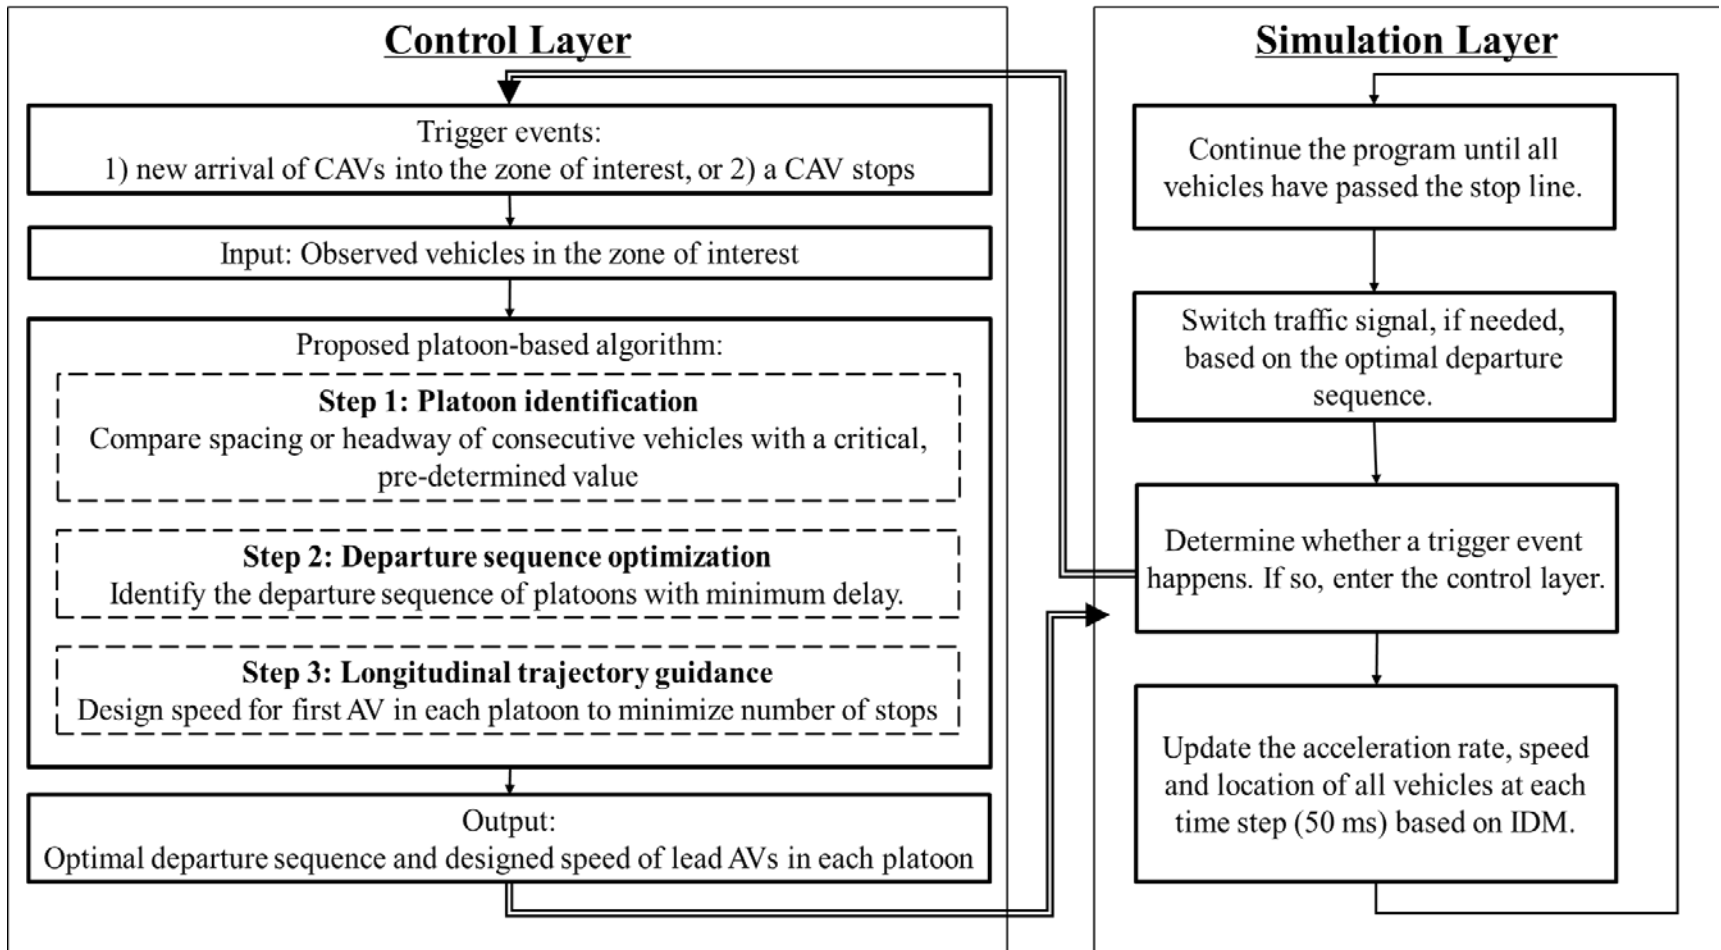 Control Layer
Trigger events:
1) new arrival of CAVs into the zone of interest, or 2) a CAV stops
Input: Observed vehicles in the zone of interest
Proposed platoon-based algorithm:
Step 1: Platoon identification
Compare spacing or headway of consecutive vehicles with a critical,
pre-determined value
Step 2: Departure sequence optimization
Identify the departure sequence of platoons with minimum delay.
Step 3: Longitudinal trajectory guidance
Design speed for first AV in each platoon to minimize number of stops
Output:
Optimal departure sequence and designed speed of lead AVs in each platoon
Simulation Layer
Continue the program until all
vehicles have passed the stop line.
Switch traffic signal, if needed,
based on the optimal departure
sequence.
Determine whether a trigger event
happens. If so, enter the control layer.
Update the acceleration rate, speed
and location of all vehicles at each
time step (50 ms) based on IDM.